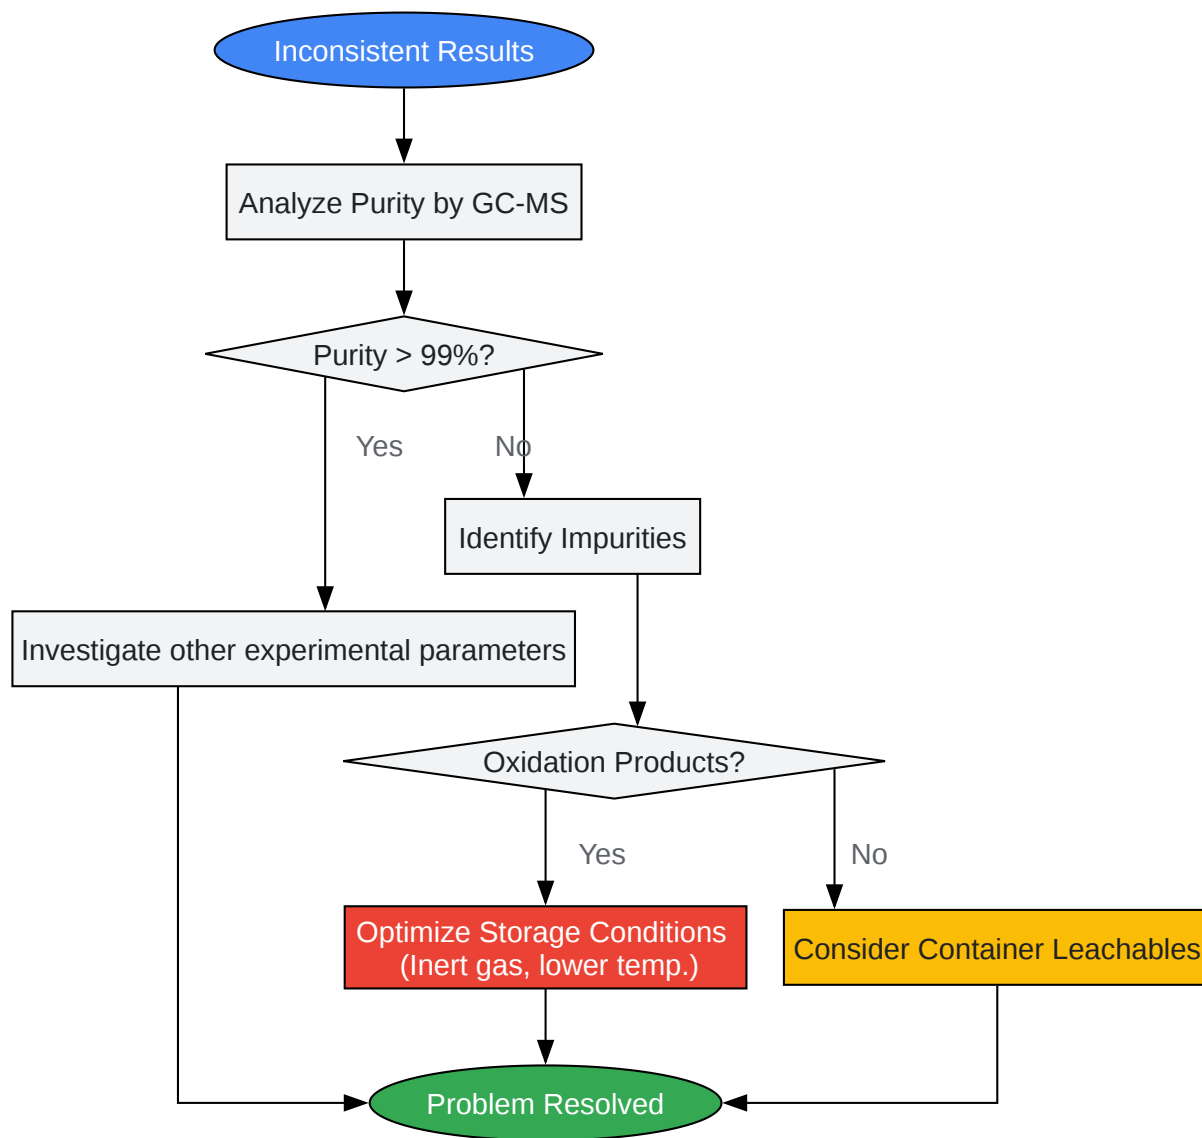 Inconsistent Results
Analyze Purity by GC-MS
Purity > 99%?
Yes
No
Identify Impurities
Investigate other experimental parameters
Oxidation Products?
Yes
No
Optimize Storage Conditions
(Inert gas, lower temp.)
Consider Container Leachables
Problem Resolved